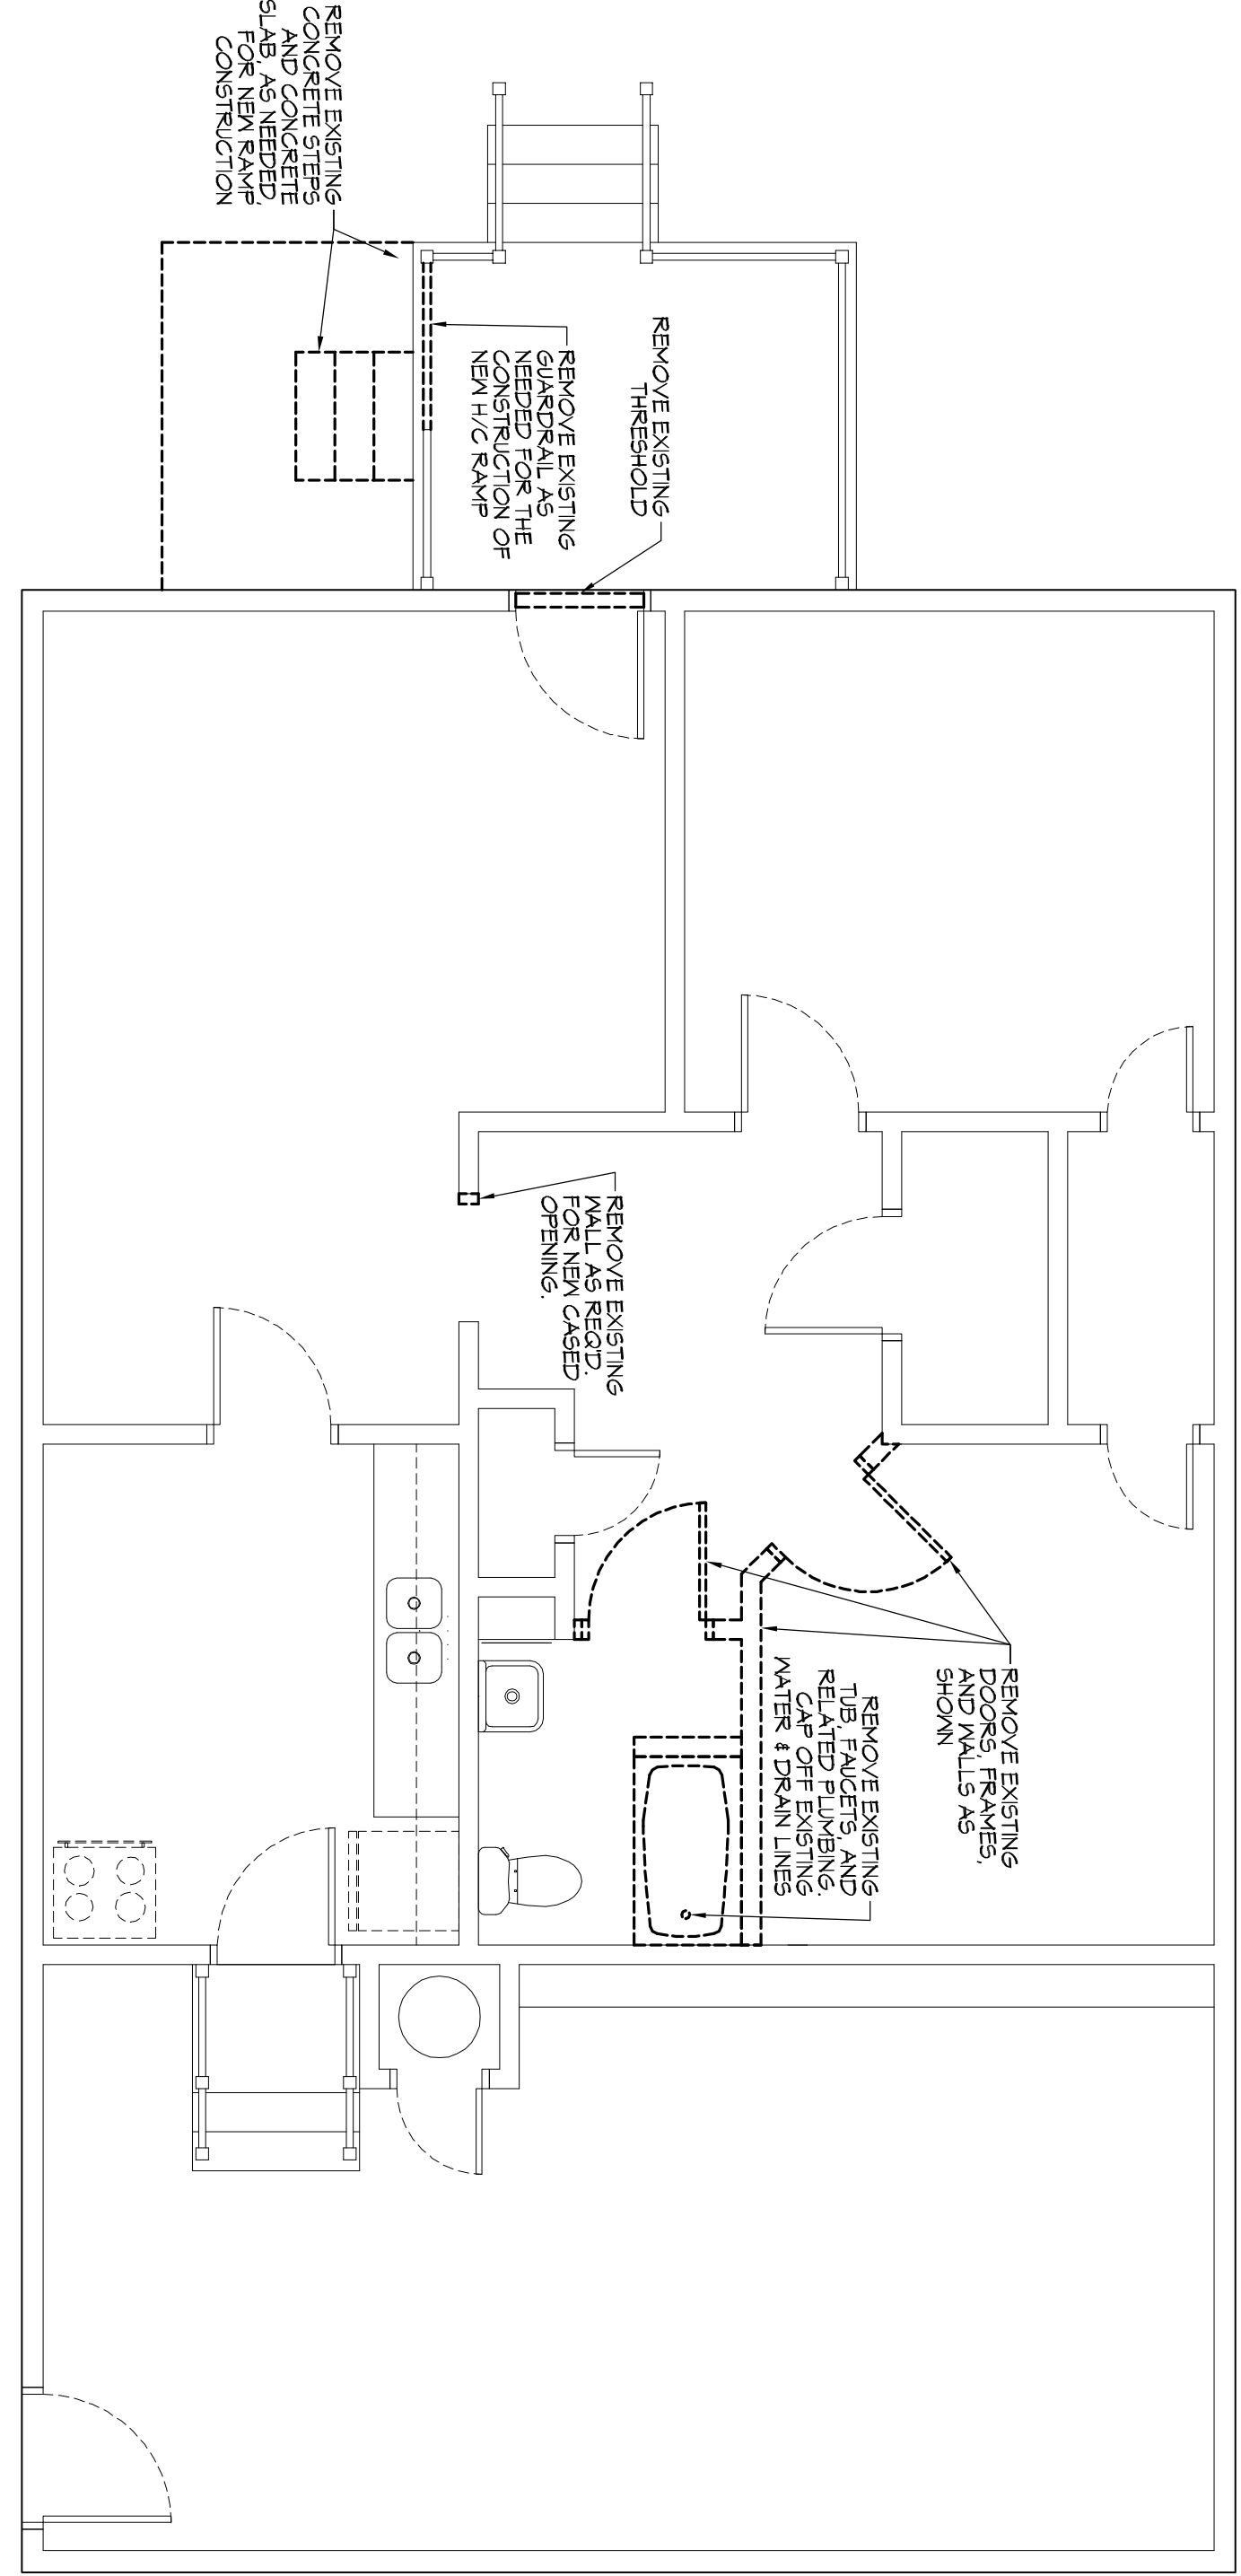 REMOVE EXISTING
CONCRETE STEPS
AND CONCRETE
SLAB, AS NEEDED,
FOR NEW RAMP
CONSTRUCTION
REMOVE EXISTING
THRESHOLD
REMOVE EXISTING
GUARDRAIL AS
NEEDED FOR THE
CONSTRUCTION OF
NEW H/C RAMP
REMOVE EXISTING
WALL AS REQ'D.
FOR NEW CASED
OPENING.
REMOVE EXISTING
DOORS, FRAMES,
AND WALLS AS
SHOWN
REMOVE EXISTING
TUB, FAUCETS, AND
RELATED PLUMBING.
CAP OFF EXISTING
WATER & DRAIN LINES